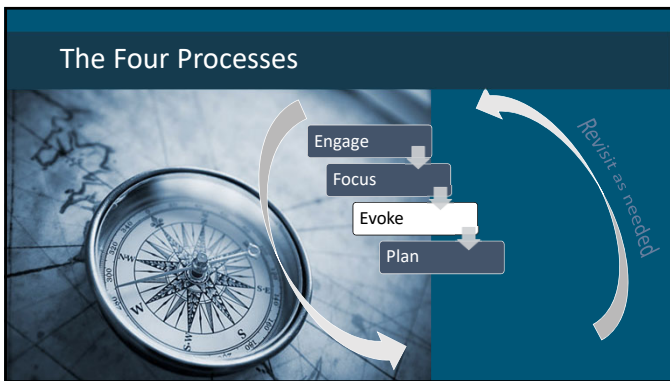 The Four Processes
Engage
Focus
Evoke
Plan
Revisit as needed
N-W
W
S-W
S
S-E